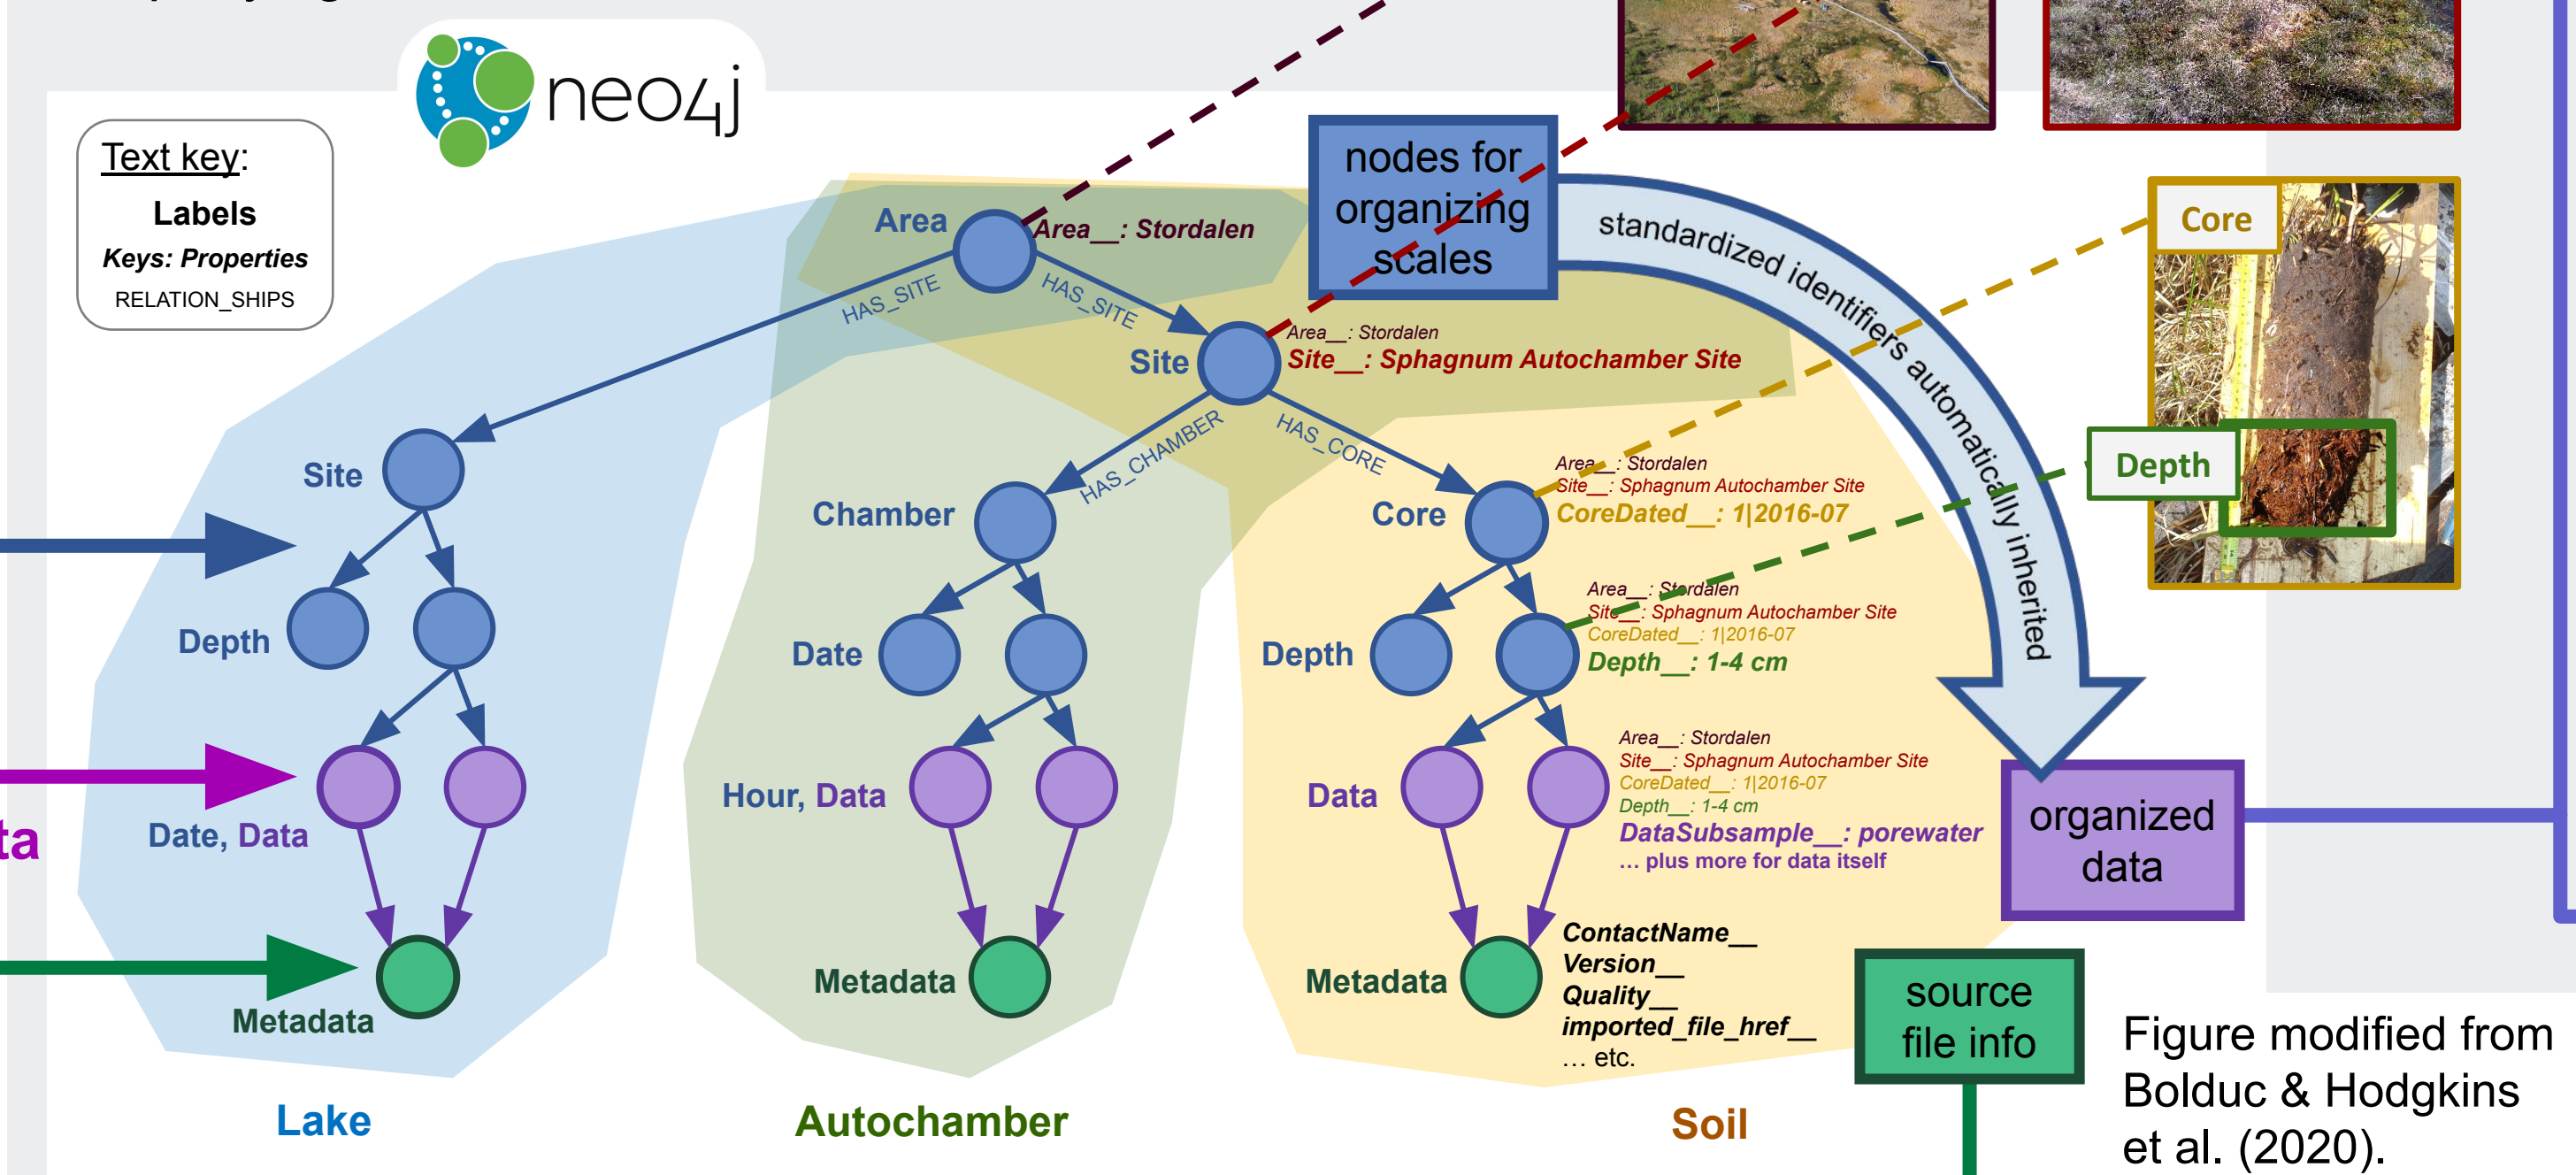 neo4j
Text key:
Labels
Keys: Properties
RELATION_SHIPS
Area
Area__: Stordalen
HAS_SITE
HAS_SITE
nodes for
organizing
scales
standardized identifiers automatically inherited
Core
Depth
Site
Area__: Stordalen
Site__: Sphagnum Autochamber Site
HAS_CHAMBER
HAS_CORE
Site
Chamber
Core
Area__: Stordalen
Site__: Sphagnum Autochamber Site
CoreDated__: 1|2016-07
Depth
Date
Depth
Area__: Stordalen
Site__: Sphagnum Autochamber Site
CoreDated__: 1|2016-07
Depth__: 1-4 cm
ta
Date, Data
Hour, Data
Data
Area__: Stordalen
Site__: Sphagnum Autochamber Site
CoreDated__: 1|2016-07
Depth__: 1-4 cm
DataSubsample__: porewater
... plus more for data itself
organized
data
Metadata
Metadata
Metadata
ContactName__
Version__
Quality__
imported_file_href__
... etc.
source
file info
Lake
Autochamber
Soil
Figure modified from
Bolduc & Hodgkins
et al. (2020).